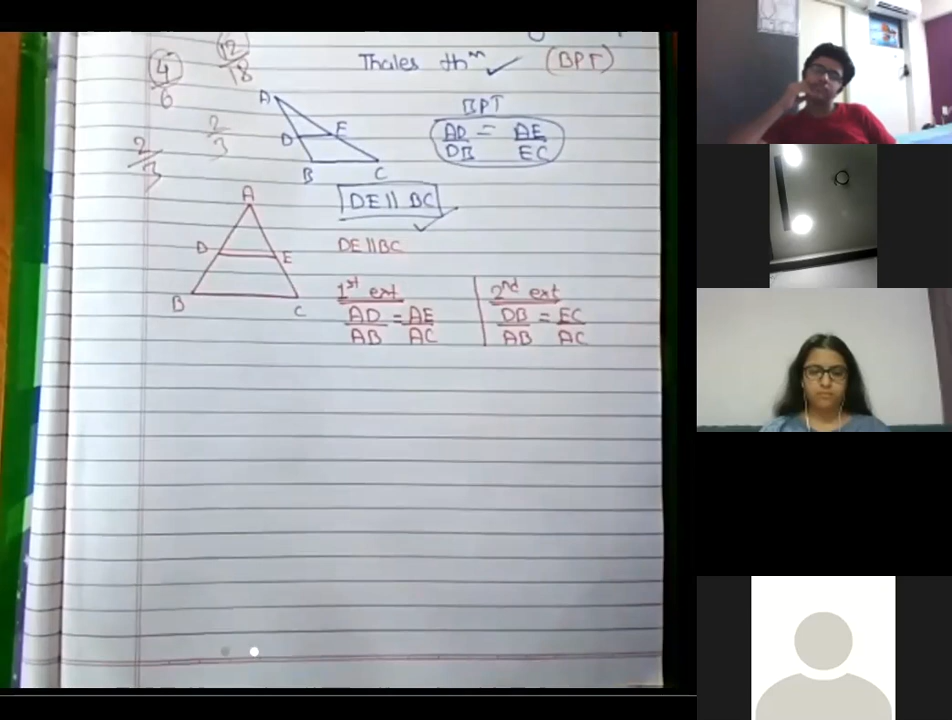 Thales thm (BPT)
4/6
12/18
2/3
2/3
A
D E
B C
BPT
AD/DB = AE/EC
DE || BC
A
D E
B C
DE || BC
1st ext
AD/AB = AE/AC
2nd ext
DB/AB = EC/AC